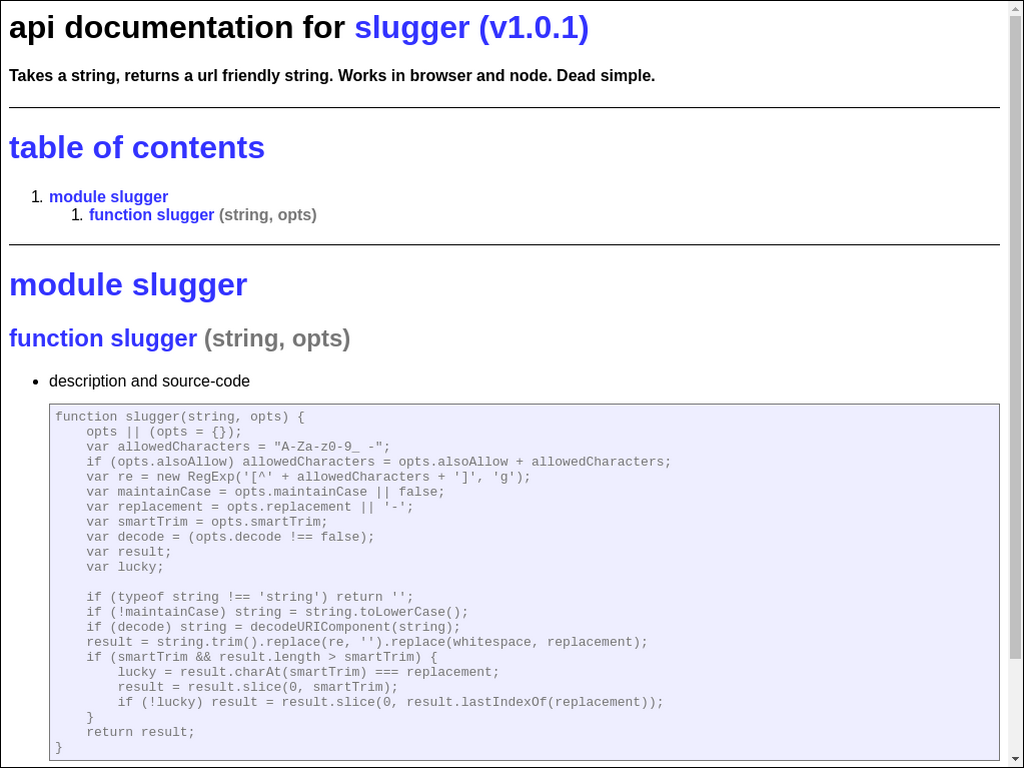 api documentation for slugger (v1.0.1)
Takes a string, returns a url friendly string. Works in browser and node. Dead simple.
table of contents
1. module slugger
1. function slugger (string, opts)
module slugger
function slugger (string, opts)
• description and source-code
function slugger(string, opts) {
    opts || (opts = {});
    var allowedCharacters = "A-Za-z0-9_ -";
    if (opts.alsoAllow) allowedCharacters = opts.alsoAllow + allowedCharacters;
    var re = new RegExp('[^' + allowedCharacters + ']', 'g');
    var maintainCase = opts.maintainCase || false;
    var replacement = opts.replacement || '-';
    var smartTrim = opts.smartTrim;
    var decode = (opts.decode !== false);
    var result;
    var lucky;

    if (typeof string !== 'string') return '';
    if (!maintainCase) string = string.toLowerCase();
    if (decode) string = decodeURIComponent(string);
    result = string.trim().replace(re, '').replace(whitespace, replacement);
    if (smartTrim && result.length > smartTrim) {
        lucky = result.charAt(smartTrim) === replacement;
        result = result.slice(0, smartTrim);
        if (!lucky) result = result.slice(0, result.lastIndexOf(replacement));
    }
    return result;
}